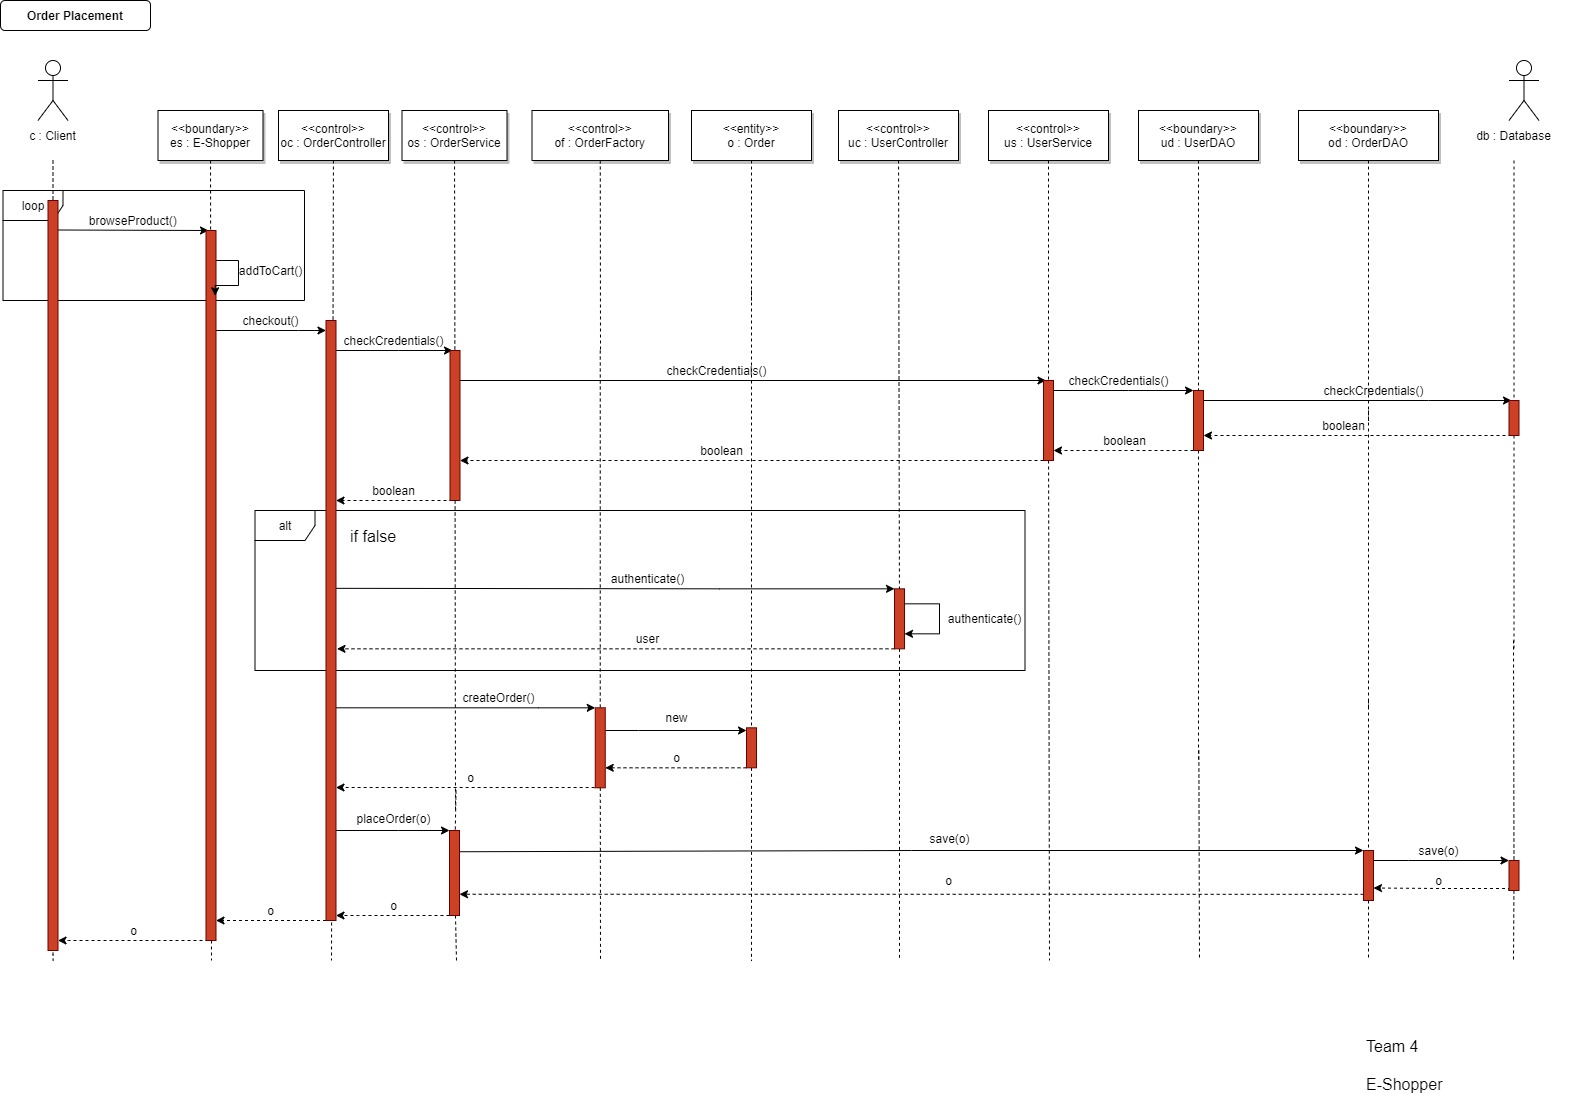 Order Placement
c : Client
<<boundary>>
es : E-Shopper
<<control>>
oc : OrderController
<<control>>
os : OrderService
<<control>>
of : OrderFactory
<<entity>>
o : Order
<<control>>
uc : UserController
<<control>>
us : UserService
<<boundary>>
ud : UserDAO
<<boundary>>
od : OrderDAO
db : Database
loop
browseProduct()
addToCart()
checkout()
checkCredentials()
checkCredentials()
checkCredentials()
checkCredentials()
boolean
boolean
boolean
boolean
alt
if false
authenticate()
authenticate()
user
createOrder()
new
o
o
placeOrder(o)
save(o)
save(o)
o
o
o
o
o
Team 4
E-Shopper